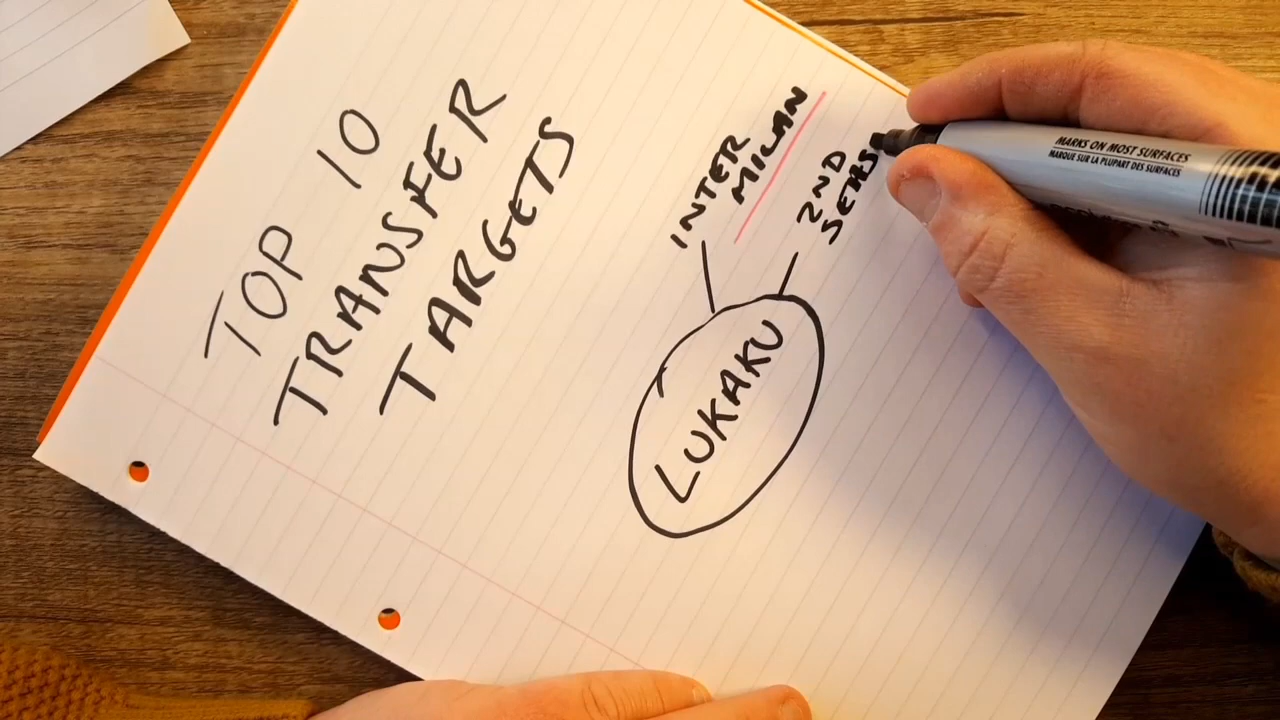 TOP 10
TRANSFER
TARGETS
INTER
MILAN
2ND
LUKAKU
MARKS ON MOST SURFACES
MARQUE SUR LA PLUPART DES SURFACES